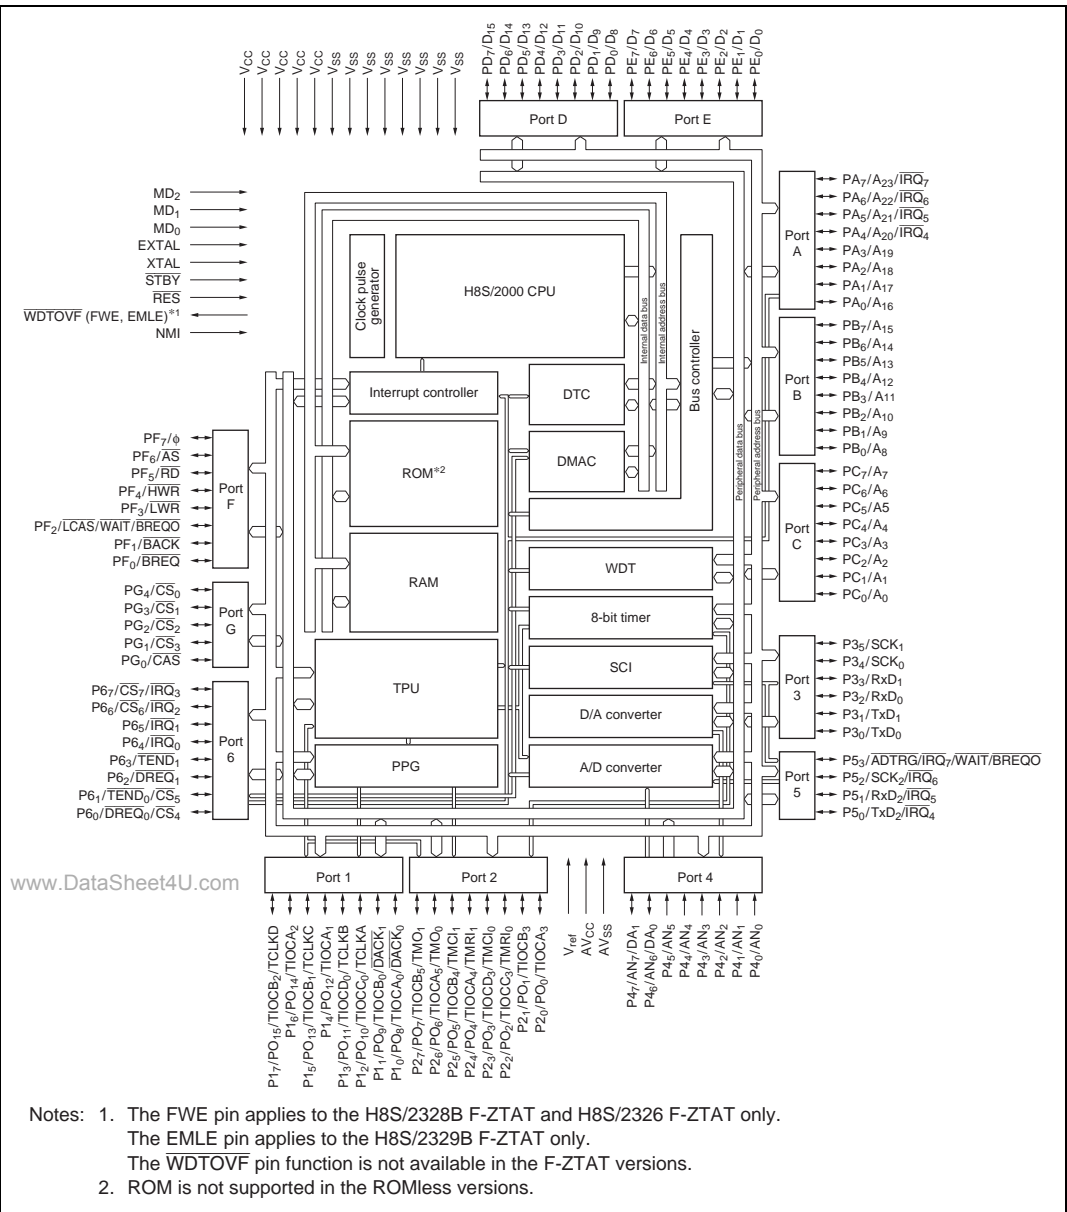 VCC VCC VCC VCC VCC VSS VSS VSS VSS VSS VSS VSS VSS
PD7/D15
PD6/D14
PD5/D13
PD4/D12
PD3/D11
PD2/D10
PD1/D9
PD0/D8
PE7/D7
PE6/D6
PE5/D5
PE4/D4
PE3/D3
PE2/D2
PE1/D1
PE0/D0
Port D
Port E
MD2
MD1
MD0
EXTAL
XTAL
STBY
RES
WDTOVF (FWE, EMLE)*1
NMI
Clock pulse
generator
H8S/2000 CPU
Internal data bus
Internal address bus
Bus controller
Peripheral data bus
Peripheral address bus
Interrupt controller
DTC
ROM*2
DMAC
RAM
WDT
8-bit timer
TPU
SCI
D/A converter
PPG
A/D converter
Port
A
PA7/A23/IRQ7
PA6/A22/IRQ6
PA5/A21/IRQ5
PA4/A20/IRQ4
PA3/A19
PA2/A18
PA1/A17
PA0/A16
Port
B
PB7/A15
PB6/A14
PB5/A13
PB4/A12
PB3/A11
PB2/A10
PB1/A9
PB0/A8
Port
C
PC7/A7
PC6/A6
PC5/A5
PC4/A4
PC3/A3
PC2/A2
PC1/A1
PC0/A0
Port
3
P35/SCK1
P34/SCK0
P33/RxD1
P32/RxD0
P31/TxD1
P30/TxD0
Port
5
P53/ADTRG/IRQ7/WAIT/BREQO
P52/SCK2/IRQ6
P51/RxD2/IRQ5
P50/TxD2/IRQ4
PF7/φ
PF6/AS
PF5/RD
PF4/HWR
PF3/LWR
PF2/LCAS/WAIT/BREQO
PF1/BACK
PF0/BREQ
Port
F
PG4/CS0
PG3/CS1
PG2/CS2
PG1/CS3
PG0/CAS
Port
G
P67/CS7/IRQ3
P66/CS6/IRQ2
P65/IRQ1
P64/IRQ0
P63/TEND1
P62/DREQ1
P61/TEND0/CS5
P60/DREQ0/CS4
Port
6
www.DataSheet4U.com
Port 1
Port 2
Port 4
P17/PO15/TIOCB2/TCLKD
P16/PO14/TIOCA2
P15/PO13/TIOCB1/TCLKC
P14/PO12/TIOCA1
P13/PO11/TIOCD0/TCLKB
P12/PO10/TIOCC0/TCLKA
P11/PO9/TIOCB0/DACK1
P10/PO8/TIOCA0/DACK0
P27/PO7/TIOCB5/TMO1
P26/PO6/TIOCA5/TMO0
P25/PO5/TIOCB4/TMCI1
P24/PO4/TIOCA4/TMRI1
P23/PO3/TIOCD3/TMCI0
P22/PO2/TIOCC3/TMRI0
P21/PO1/TIOCB3
P20/PO0/TIOCA3
Vref
AVCC
AVSS
P47/AN7/DA1
P46/AN6/DA0
P45/AN5
P44/AN4
P43/AN3
P42/AN2
P41/AN1
P40/AN0
Notes: 1. The FWE pin applies to the H8S/2328B F-ZTAT and H8S/2326 F-ZTAT only.
The EMLE pin applies to the H8S/2329B F-ZTAT only.
The WDTOVF pin function is not available in the F-ZTAT versions.
2. ROM is not supported in the ROMless versions.